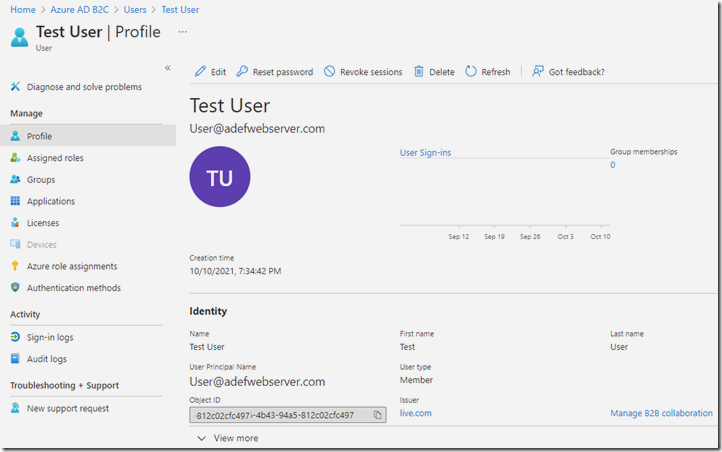 Home > Azure AD B2C > Users > Test User
Test User | Profile ...
User
Diagnose and solve problems
Manage
Profile
Assigned roles
Groups
Applications
Licenses
Devices
Azure role assignments
Authentication methods
Activity
Sign-in logs
Audit logs
Troubleshooting + Support
New support request
Edit Reset password Revoke sessions Delete Refresh Got feedback?
Test User
User@adefwebserver.com
TU
User Sign-ins
Sep 12 Sep 19 Sep 26 Oct 3 Oct 10
Group memberships
0
Creation time
10/10/2021, 7:34:42 PM
Identity
Name First name Last name
Test User Test User
User Principal Name User type
User@adefwebserver.com Member
Object ID Issuer
812c02cfc497i-4b43-94a5-812c02cfc497 live.com Manage B2B collaboration
View more